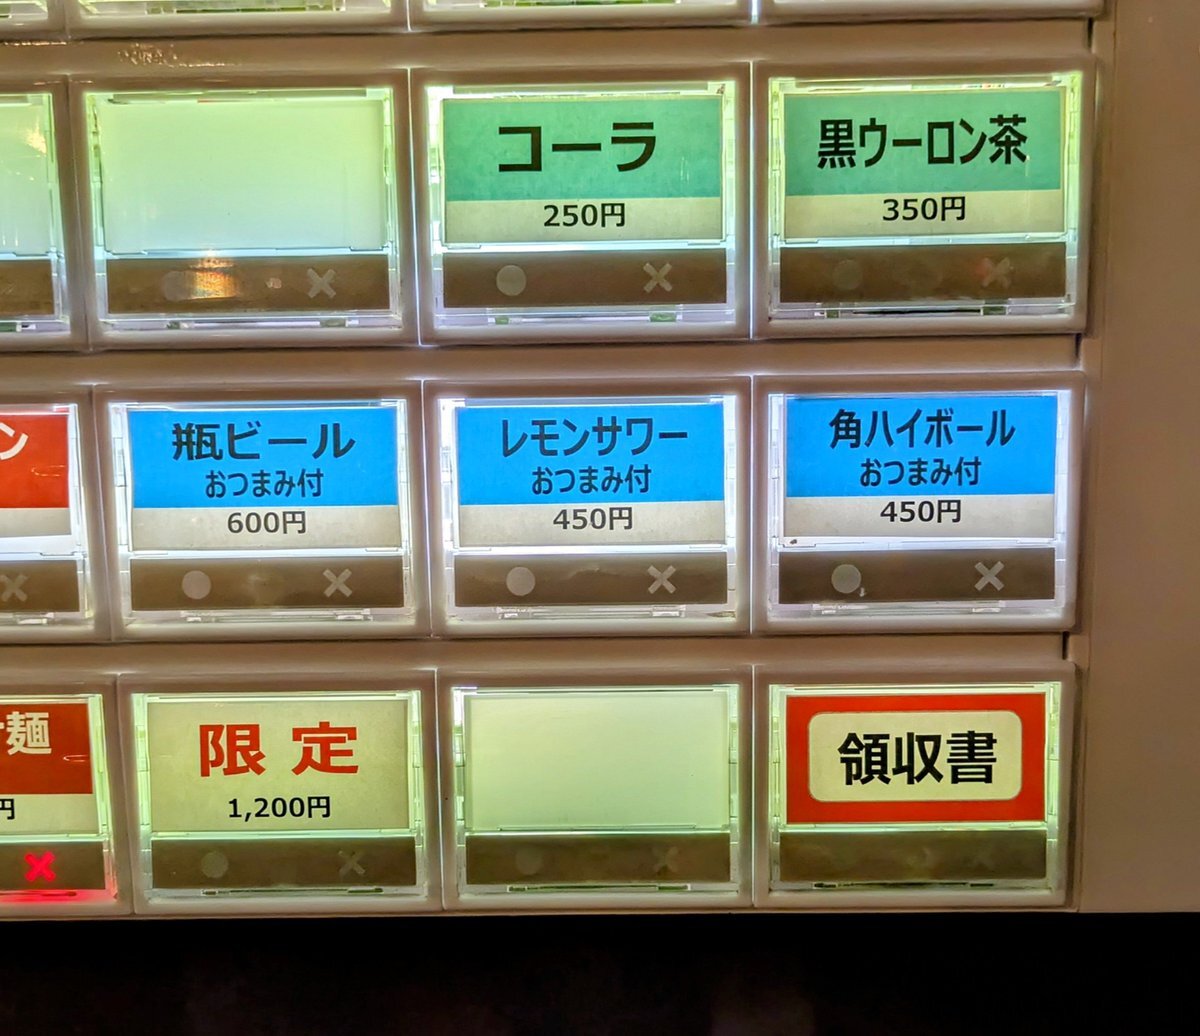 コーラ
250円
黒ウーロン茶
350円
ン
瓶ビール
おつまみ付
600円
レモンサワー
おつまみ付
450円
角ハイボール
おつまみ付
450円
麺
円
限定
1,200円
領収書